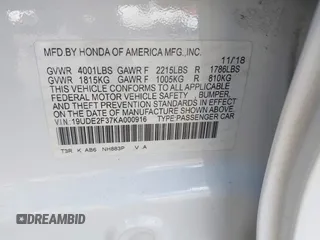 MFD. BY HONDA OF AMERICA MFG., INC.
11/18
GVWR 4001LBS GAWR F 2215LBS R 1786LBS
GVWR 1815KG GAWR F 1005KG R 810KG
THIS VEHICLE CONFORMS TO ALL APPLICABLE
FEDERAL MOTOR VEHICLE SAFETY, BUMPER,
AND THEFT PREVENTION STANDARDS IN EFFECT ON
THE DATE OF MANUFACTURE SHOWN ABOVE.
VIN: 19UDE2F37KA000916 TYPE: PASSENGER CAR
T3R K AB6 NH883P V A
DREAMBID